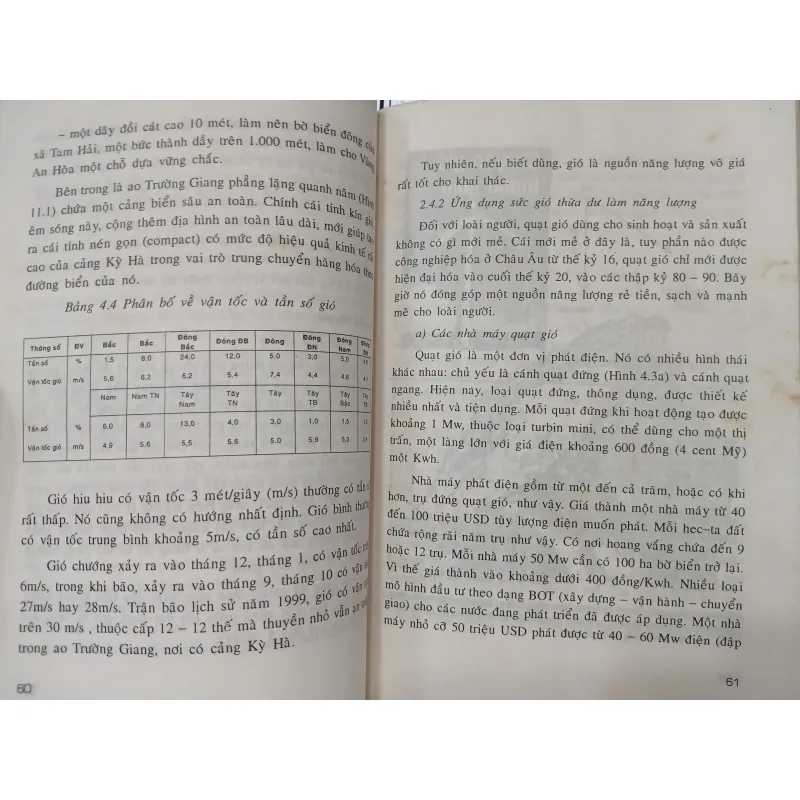 – một dãy đồi cát cao 10 mét, làm nên bờ biển đông của
xã Tam Hải, một bức thành dẩy trên 1.000 mét, làm cho Vũng
An Hòa một chỗ dựa vững chắc.
Bên trong là ao Trường Giang phẳng lặng quanh năm (Hình
11.1) chứa một cảng biển sâu an toàn. Chính cái tính kín gió
êm sóng này, cộng thêm địa hình an toàn lâu dài, mới giúp tạo
ra cái tính nén gọn (compact) có mức độ hiệu quả kinh tế
cao của cảng Kỳ Hà trong vai trò trung chuyển hàng hóa theo
đường biển của nó.
Bảng 4.4 Phân bố về vận tốc và tần số gió
Thông số ĐV Bắc Bắc Đông Bắc Đông ĐB Đông Đông ĐN Đông Nam Đông
Tần số % 1,5 8,0 24,0 12,0 5,0 3,0 5,0
Vận tốc gió m/s 5,6 6,2 6,2 5,4 7,4 4,4 4,6
Nam Nam TN Tây Nam Tây TN Tây Tây TB Tây Bắc
Tần số % 6,0 8,0 13,0 4,0 3,0 1,0 1,5
Vận tốc gió m/s 4,9 5,6 5,5 5,6 5,0 5,9 5,3
Gió hiu hiu có vận tốc 3 mét/giây (m/s) thường có tần
rất thấp. Nó cũng không có hướng nhất định. Gió bình thường
có vận tốc trung bình khoảng 5m/s, có tần số cao nhất.
Gió chướng xảy ra vào tháng 12, tháng 1, có vận tốc
6m/s, trong khi bão, xảy ra vào tháng 9, tháng 10 có vận
27m/s hay 28m/s. Trận bão lịch sử năm 1999, gió có vận
trên 30 m/s , thuộc cấp 12 – 12 thế mà thuyền nhỏ vẫn an
trong ao Trường Giang, nơi có cảng Kỳ Hà.
60
Tuy nhiên, nếu biết dùng, gió là nguồn năng lượng vô giá
rất tốt cho khai thác.
2.4.2 Ứng dụng sức gió thừa dư làm năng lượng
Đối với loài người, quạt gió dùng cho sinh hoạt và sản xuất
không có gì mới mẻ. Cái mới mẻ ở đây là, tuy phần nào được
công nghiệp hóa ở Châu Âu từ thế kỷ 16, quạt gió chỉ mới được
hiện đại hóa vào cuối thế kỷ 20, vào các thập kỷ 80 – 90. Bây
giờ nó đóng góp một nguồn năng lượng rẻ tiền, sạch và mạnh
mẽ cho loài người.
a) Các nhà máy quạt gió
Quạt gió là một đơn vị phát điện. Nó có nhiều hình thái
khác nhau: chủ yếu là cánh quạt đứng (Hình 4.3a) và cánh quạt
ngang. Hiện nay, loại quạt đứng, thông dụng, được thiết kế
nhiều nhất và tiện dụng. Mỗi quạt đứng khi hoạt động tạo được
khoảng 1 Mw, thuộc loại turbin mini, có thể dùng cho một thị
trấn, một làng lớn với giá điện khoảng 600 đồng (4 cent Mỹ)
một Kwh.
Nhà máy phát điện gồm từ một đến cả trăm, hoặc có khi
hơn, trụ đứng quạt gió, như vậy. Giá thành một nhà máy từ 40
đến 100 triệu USD tùy lượng điện muốn phát. Mỗi hec–ta đất
chứa rộng rãi năm trụ như vậy. Có nơi hoang vắng chứa đến 9
hoặc 12 trụ. Mỗi nhà máy 50 Mw cần có 100 ha bờ biển trở lại.
Vì thế giá thành vào khoảng dưới 400 đồng/Kwh. Nhiều loại
mô hình đầu tư theo dạng BOT (xây dựng – vận hành – chuyển
giao) cho các nước đang phát triển đã được áp dụng. Một nhà
máy nhỏ cỡ 50 triệu USD phát được từ 40 – 60 Mw điện (đập
61